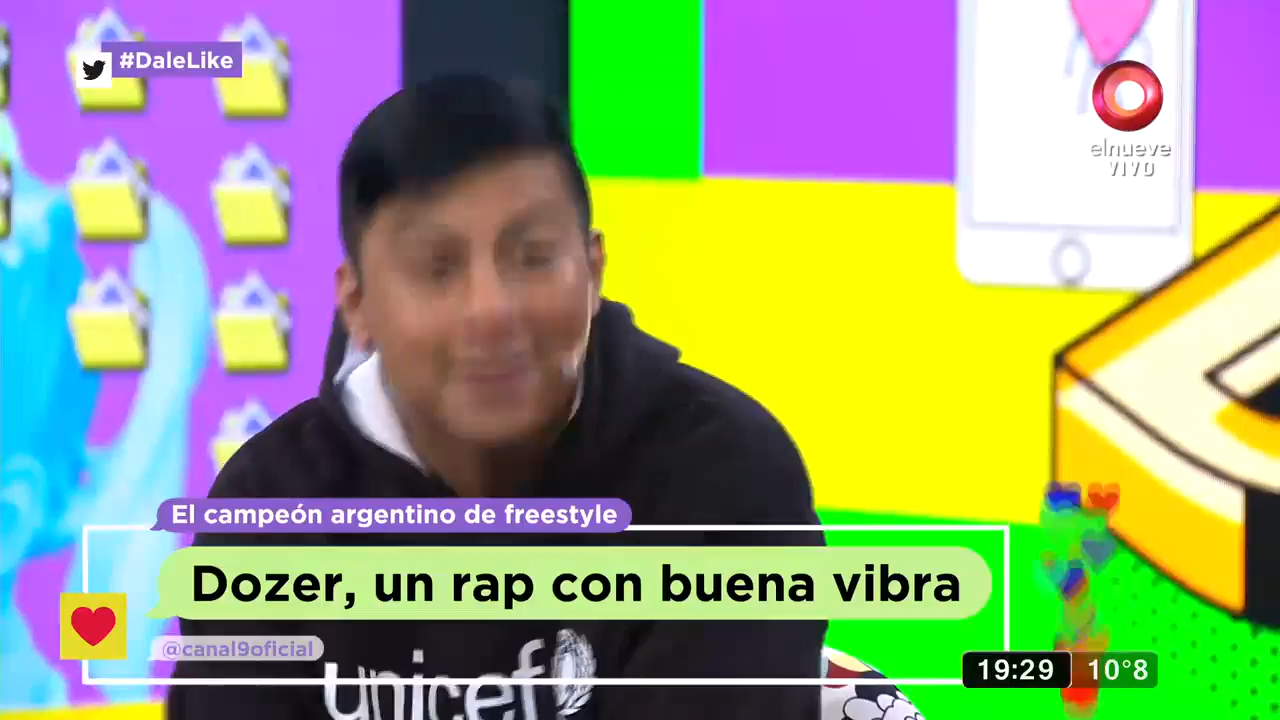 #DaleLike
elnueve
VIVO
El campeón argentino de freestyle
Dozer, un rap con buena vibra
@canal9oficial
unicef
19:29 10°8